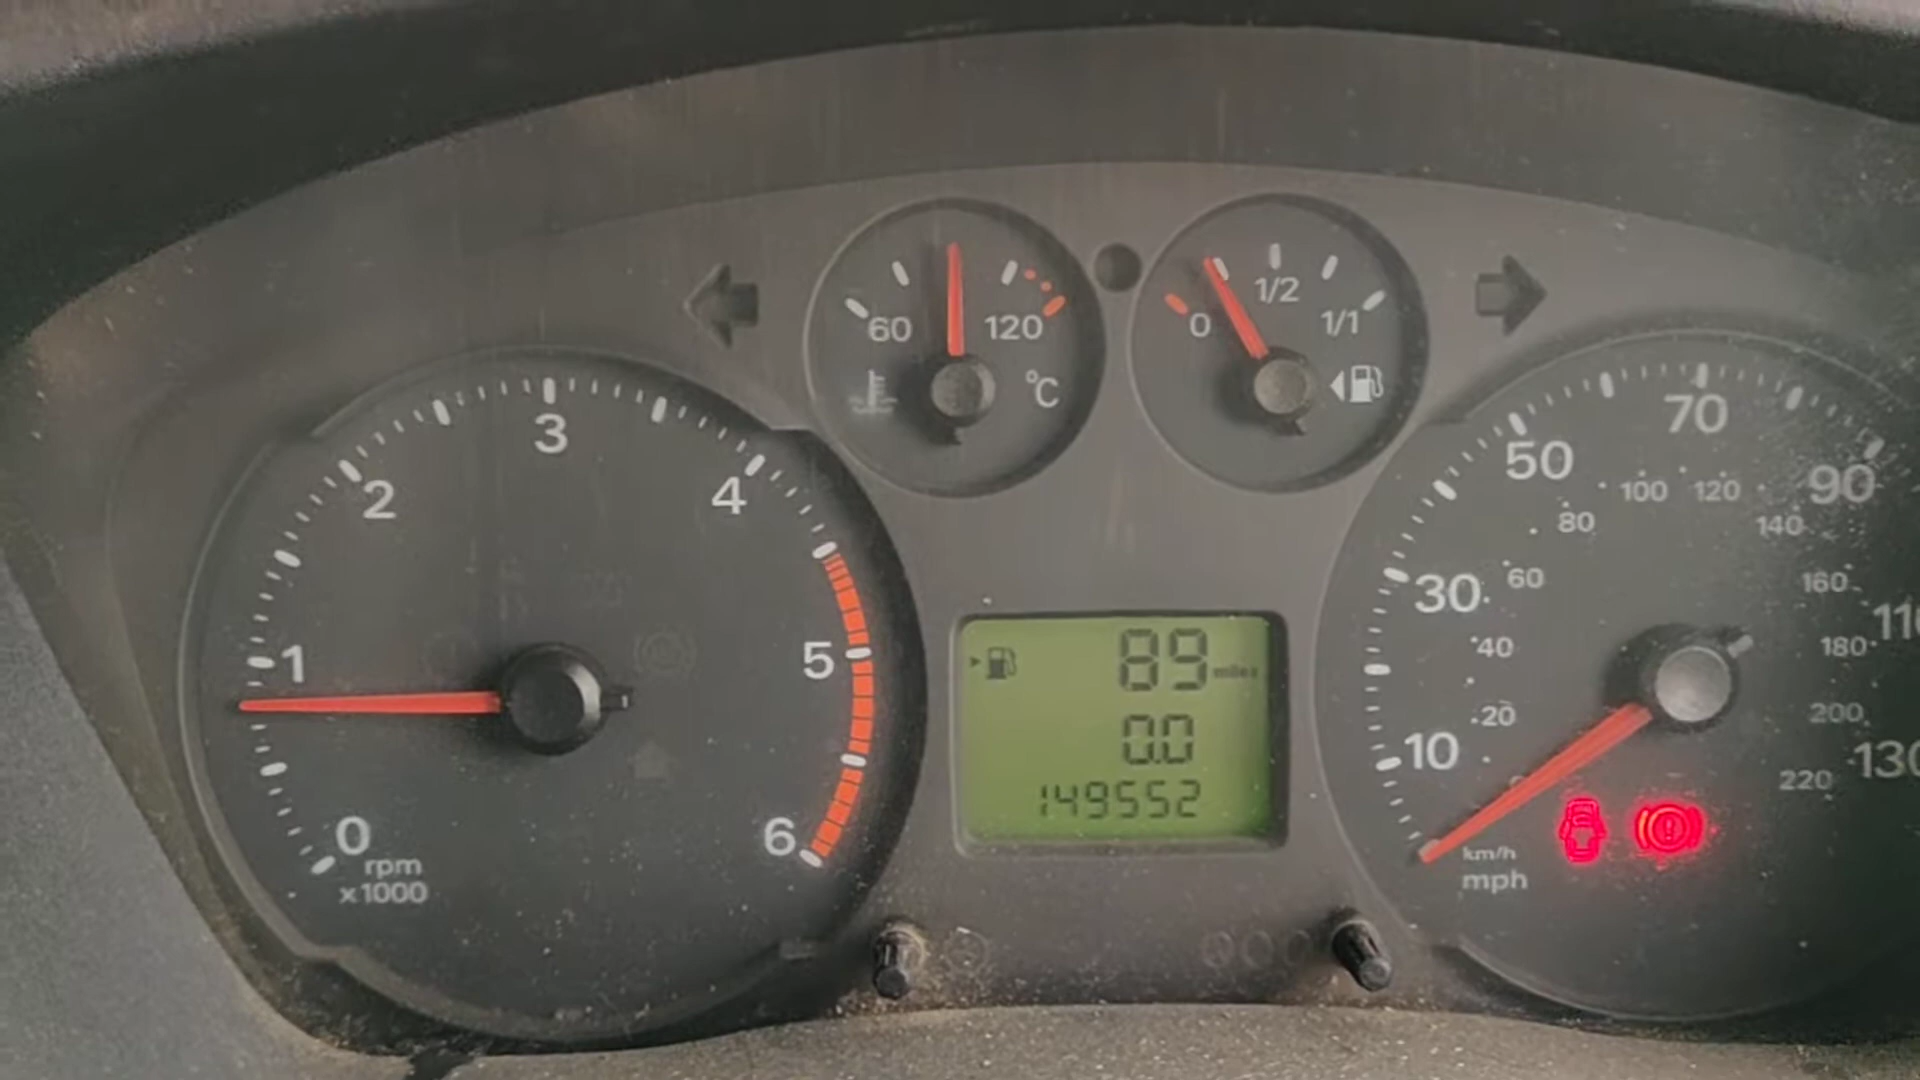 60 120
°C
0 1/2 1/1
0 1 2 3 4 5 6
rpm
x1000
89 miles
0.0
149552
10 30 50 70 90 110 130
20 40 60 80 100 120 140 160 180 200 220
km/h
mph